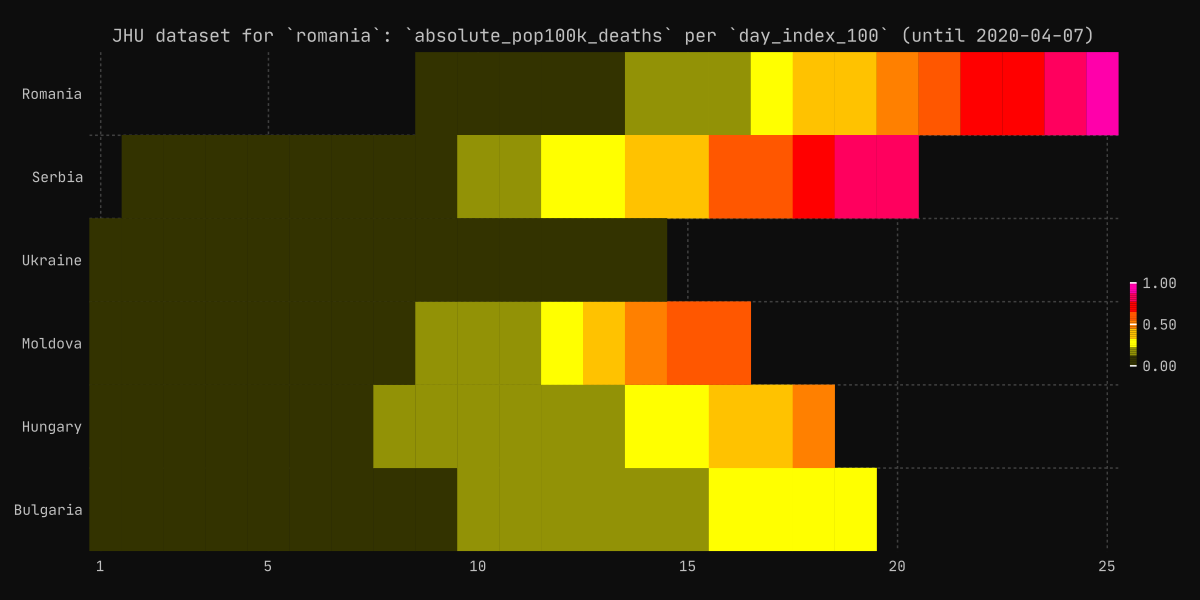 JHU dataset for `romania`: `absolute_pop100k_deaths` per `day_index_100` (until 2020-04-07)
Romania
Serbia
Ukraine
Moldova
Hungary
Bulgaria
1.00
0.50
0.00
1 5 10 15 20 25